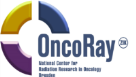 OncoRay
National Center for
Radiation Research in Oncology
Dresden